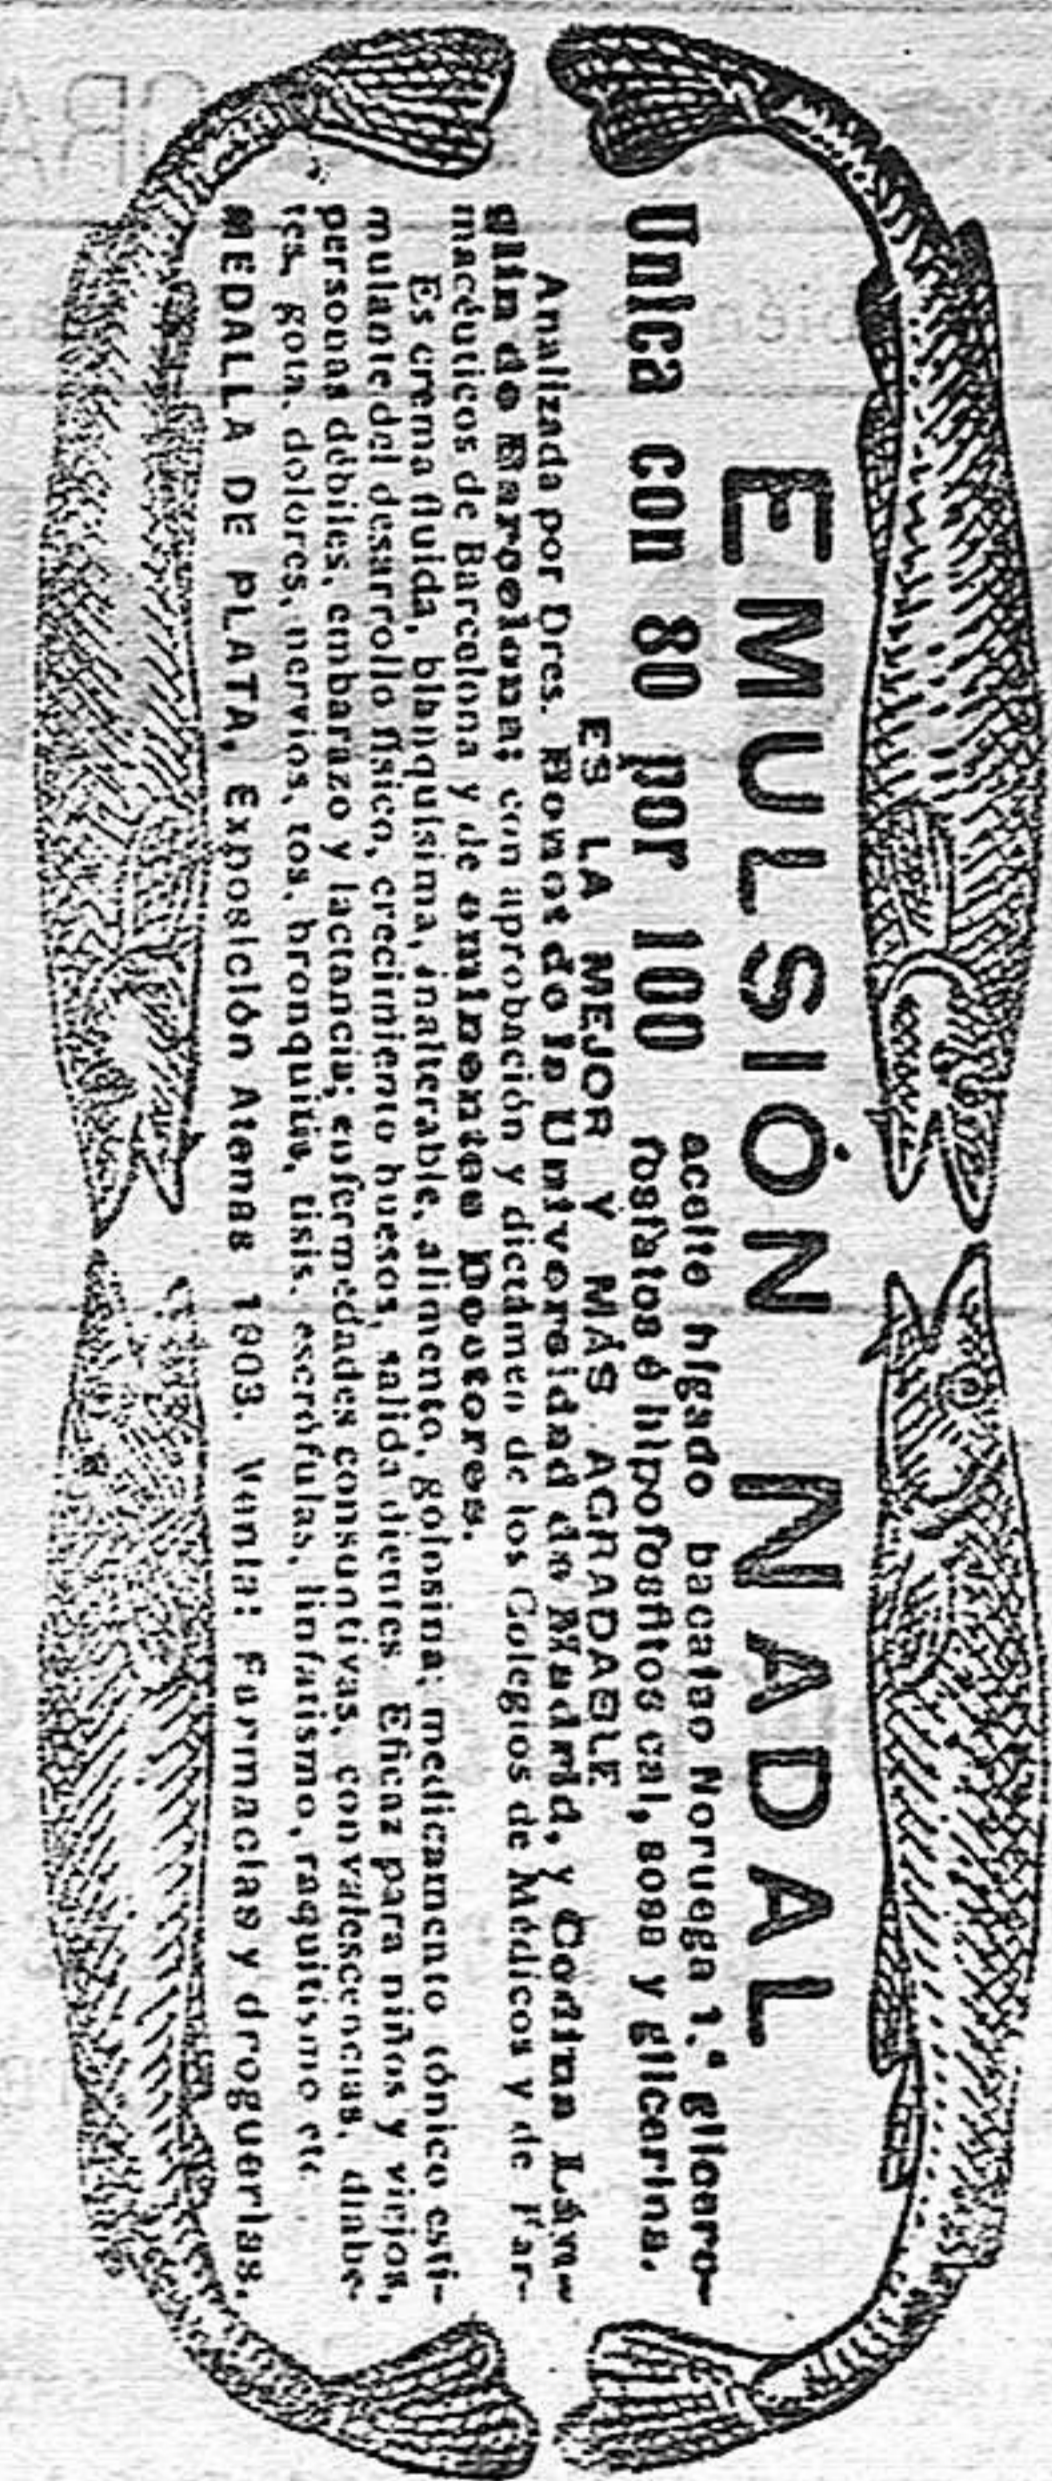 EMULSIÓN NADAL
Unica con 80 por 100
aceite hígado bacalao Noruega 1.ª glicero-
fosfatos é hipofosfitos cal, sosa y glicerina.
ES LA MEJOR Y MÁS AGRADABLE
Analizada por Dres. Bonet de la Universidad de Madrid, y Codina Län-
glin de Barcelona; con aprobación y dictámen de los Colegios de Médicos y de Far-
macéuticos de Barcelona y de eminentes Doctores.
Es crema fluida, blanquísima, inalterable, alimento, golosina; medicamento tónico esti-
mulante del desarrollo físico, crecimiento huesos, salida dientes. Eficaz para niños y viejos,
personas débiles, embarazo y lactancia; enfermedades consuntivas, convalescencias, diabe-
tes, gota, dolores, nervios, tos, bronquitis, tisis, escrófulas, linfatismo, raquitismo etc.
MEDALLA DE PLATA, Exposición Atenas 1903. Venta: Farmacias y droguerías.